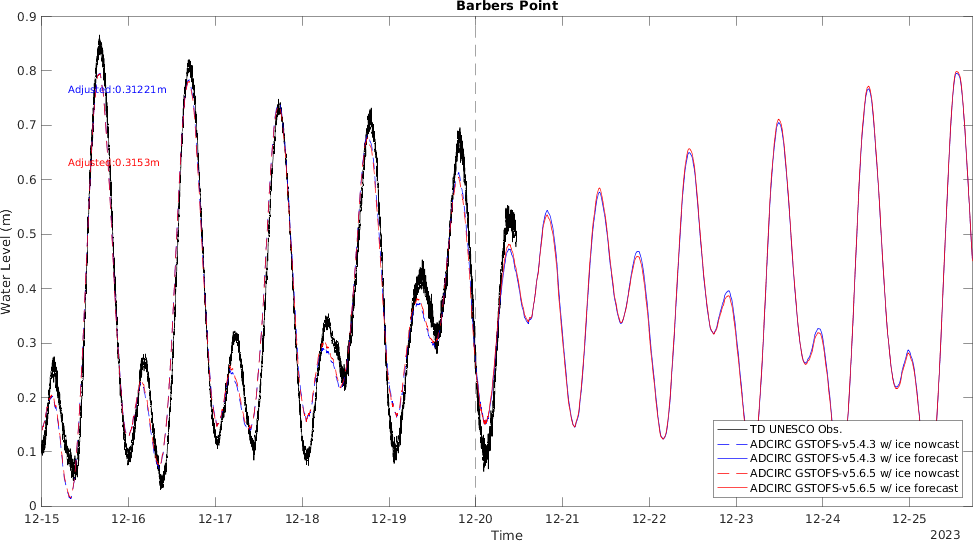 Barbers Point
0.9
0.8
0.7
0.6
0.5
0.4
0.3
0.2
0.1
0
Water Level (m)
Adjusted:0.31221m
Adjusted:0.3153m
TD UNESCO Obs.
ADCIRC GSTOFS-v5.4.3 w/ ice nowcast
ADCIRC GSTOFS-v5.4.3 w/ ice forecast
ADCIRC GSTOFS-v5.6.5 w/ ice nowcast
ADCIRC GSTOFS-v5.6.5 w/ ice forecast
12-15 12-16 12-17 12-18 12-19 12-20 12-21 12-22 12-23 12-24 12-25
Time
2023